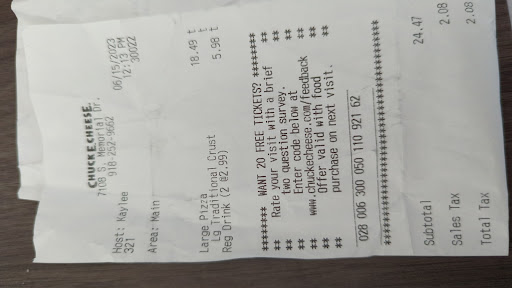 CHUCK E CHEESE
7108 S. Memorial Dr.
918-252-9662
Host: Kaylee 06/15/2023
321 12:13 PM
30022
Area: Main
Large Pizza 18.49 t
Lg Traditional Crust
Reg Drink (2 @2.99) 5.98 t
******** WANT 20 FREE TICKETS? ********
** Rate your visit with a brief **
** two question survey. **
** Enter code below at **
** www.chuckecheese.com/feedback **
** Offer valid with food **
** purchase on next visit. **
028 006 300 050 110 921 62
Subtotal 24.47
Sales Tax 2.08
Total Tax 2.08